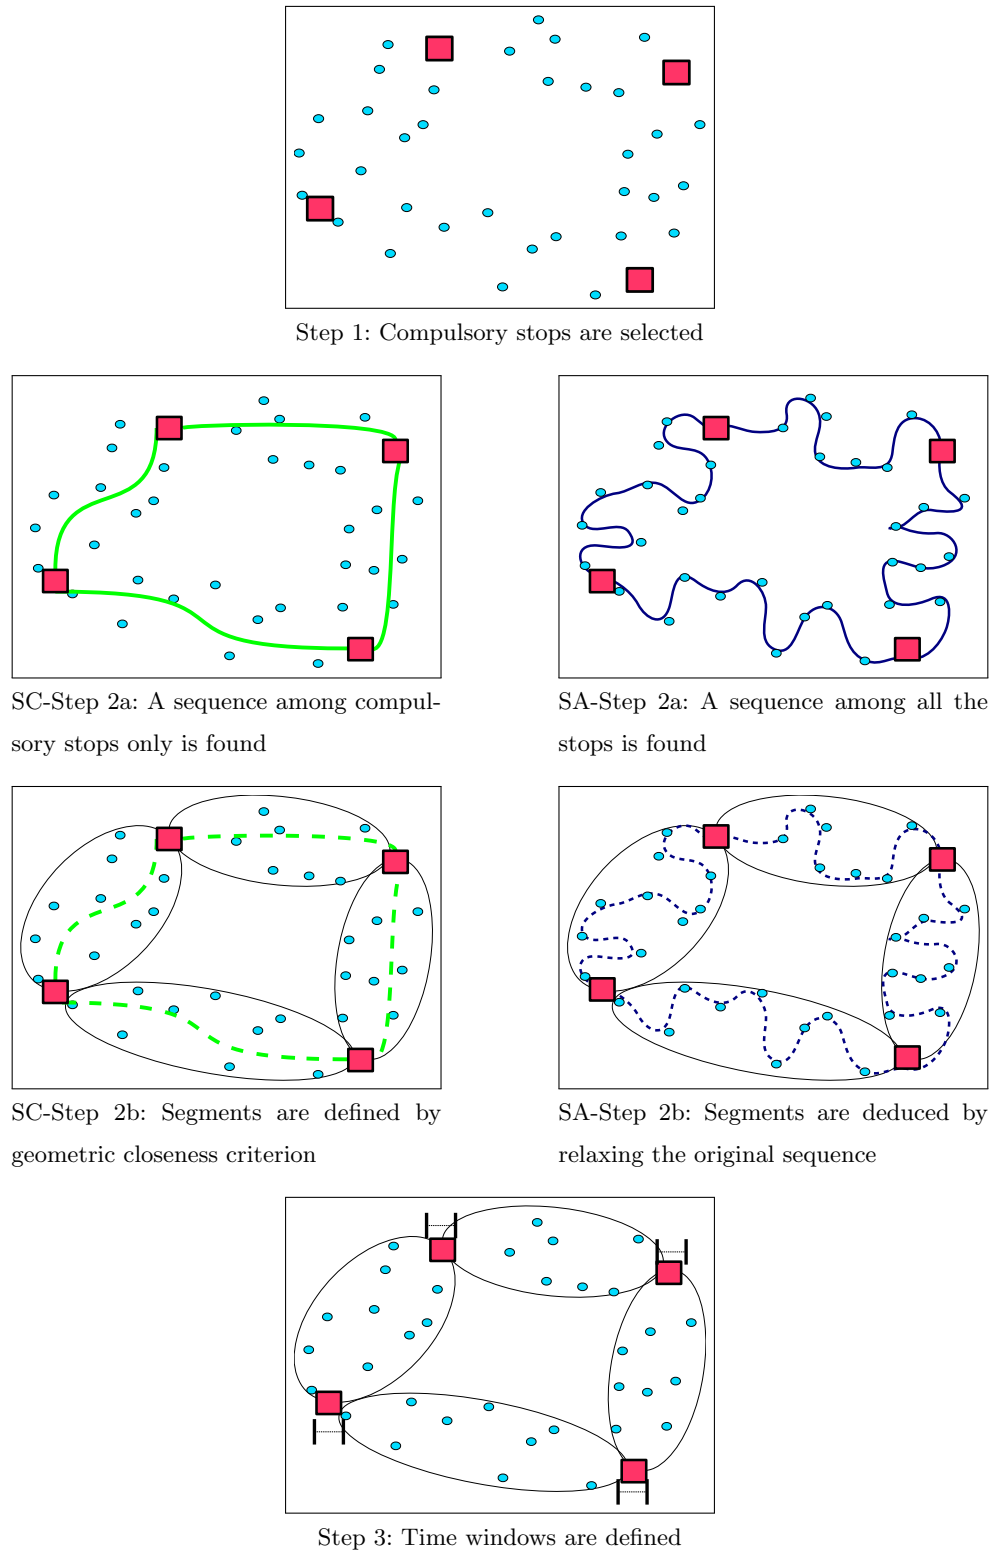 Step 1: Compulsory stops are selected
SC-Step 2a: A sequence among compul-
sory stops only is found
SA-Step 2a: A sequence among all the
stops is found
SC-Step 2b: Segments are defined by
geometric closeness criterion
SA-Step 2b: Segments are deduced by
relaxing the original sequence
Step 3: Time windows are defined